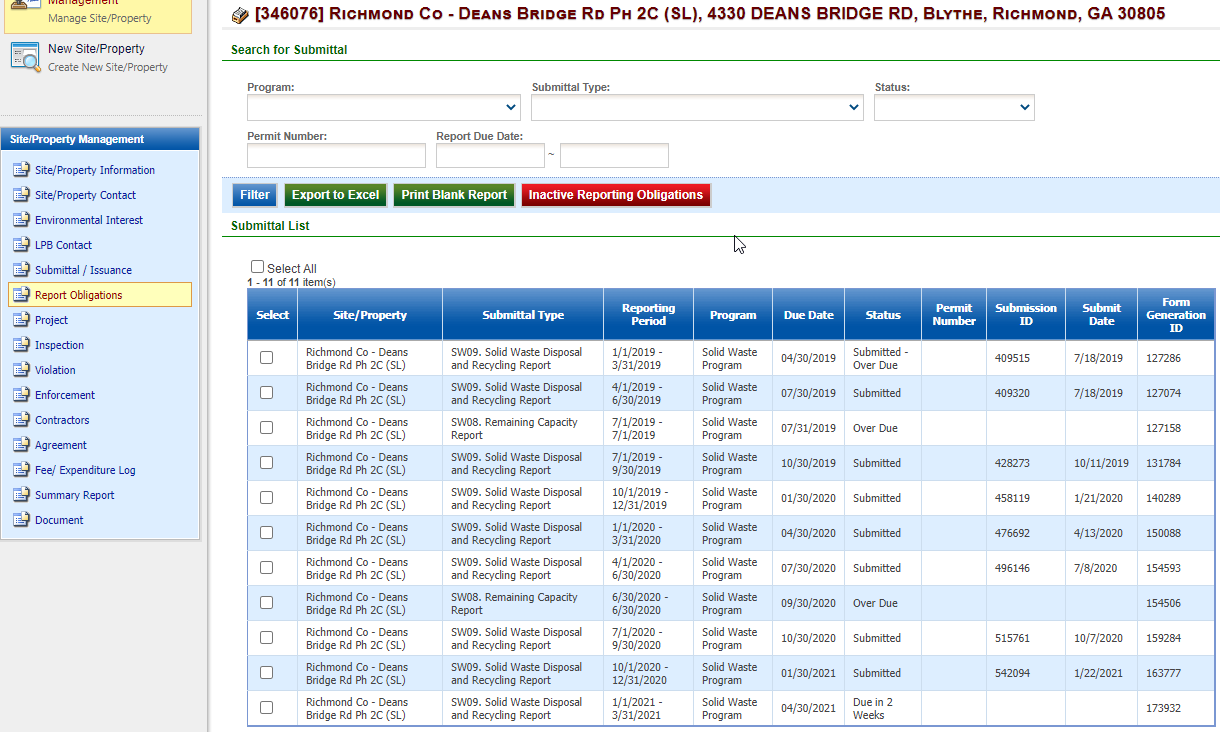 Management
Manage Site/Property
New Site/Property
Create New Site/Property
Site/Property Management
Site/Property Information
Site/Property Contact
Environmental Interest
LPB Contact
Submittal / Issuance
Report Obligations
Project
Inspection
Violation
Enforcement
Contractors
Agreement
Fee/ Expenditure Log
Summary Report
Document
[346076] Richmond Co - Deans Bridge Rd Ph 2C (SL), 4330 DEANS BRIDGE RD, Blythe, Richmond, GA 30805
Search for Submittal
Program: Submittal Type: Status:
Permit Number: Report Due Date:
~
Filter Export to Excel Print Blank Report Inactive Reporting Obligations
Submittal List
Select All
1 - 11 of 11 item(s)
Select Site/Property Submittal Type Reporting Period Program Due Date Status Permit Number Submission ID Submit Date Form Generation ID
Richmond Co - Deans SW09. Solid Waste Disposal 1/1/2019 - Solid Waste 04/30/2019 Submitted - 409515 7/18/2019 127286
Bridge Rd Ph 2C (SL) and Recycling Report 3/31/2019 Program Over Due
Richmond Co - Deans SW09. Solid Waste Disposal 4/1/2019 - Solid Waste 07/30/2019 Submitted 409320 7/18/2019 127074
Bridge Rd Ph 2C (SL) and Recycling Report 6/30/2019 Program
Richmond Co - Deans SW08. Remaining Capacity 7/1/2019 - Solid Waste 07/31/2019 Over Due 127158
Bridge Rd Ph 2C (SL) Report 7/1/2019 Program
Richmond Co - Deans SW09. Solid Waste Disposal 7/1/2019 - Solid Waste 10/30/2019 Submitted 428273 10/11/2019 131784
Bridge Rd Ph 2C (SL) and Recycling Report 9/30/2019 Program
Richmond Co - Deans SW09. Solid Waste Disposal 10/1/2019 - Solid Waste 01/30/2020 Submitted 458119 1/21/2020 140289
Bridge Rd Ph 2C (SL) and Recycling Report 12/31/2019 Program
Richmond Co - Deans SW09. Solid Waste Disposal 1/1/2020 - Solid Waste 04/30/2020 Submitted 476692 4/13/2020 150088
Bridge Rd Ph 2C (SL) and Recycling Report 3/31/2020 Program
Richmond Co - Deans SW09. Solid Waste Disposal 4/1/2020 - Solid Waste 07/30/2020 Submitted 496146 7/8/2020 154593
Bridge Rd Ph 2C (SL) and Recycling Report 6/30/2020 Program
Richmond Co - Deans SW08. Remaining Capacity 6/30/2020 - Solid Waste 09/30/2020 Over Due 154506
Bridge Rd Ph 2C (SL) Report 6/30/2020 Program
Richmond Co - Deans SW09. Solid Waste Disposal 7/1/2020 - Solid Waste 10/30/2020 Submitted 515761 10/7/2020 159284
Bridge Rd Ph 2C (SL) and Recycling Report 9/30/2020 Program
Richmond Co - Deans SW09. Solid Waste Disposal 10/1/2020 - Solid Waste 01/30/2021 Submitted 542094 1/22/2021 163777
Bridge Rd Ph 2C (SL) and Recycling Report 12/31/2020 Program
Richmond Co - Deans SW09. Solid Waste Disposal 1/1/2021 - Solid Waste 04/30/2021 Due in 2 173932
Bridge Rd Ph 2C (SL) and Recycling Report 3/31/2021 Program Weeks